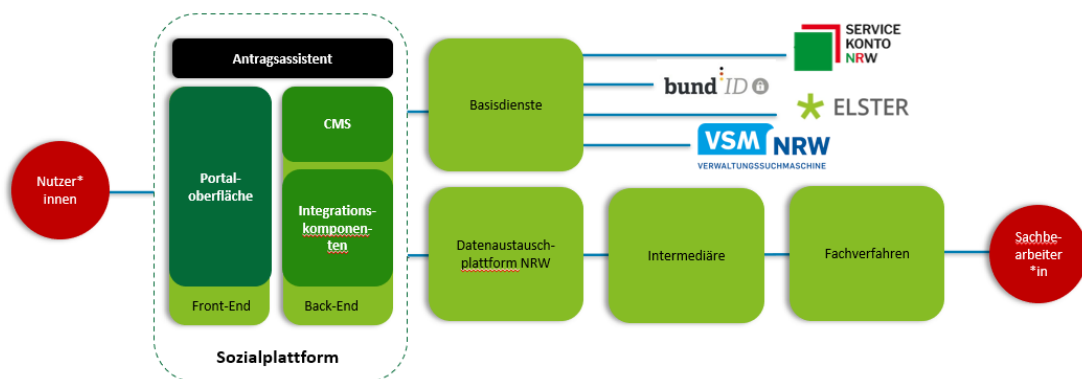 Nutzer*
innen
Antragsassistent
Portal-
oberfläche
Front-End
CMS
Integrations-
komponen-
ten
Back-End
Sozialplattform
Basisdienste
SERVICE
KONTO
NRW
bund ID
ELSTER
VSM NRW
VERWALTUNGSSUCHMASCHINE
Datenaustausch-
plattform NRW
Intermediäre
Fachverfahren
Sachbe-
arbeiter
*in